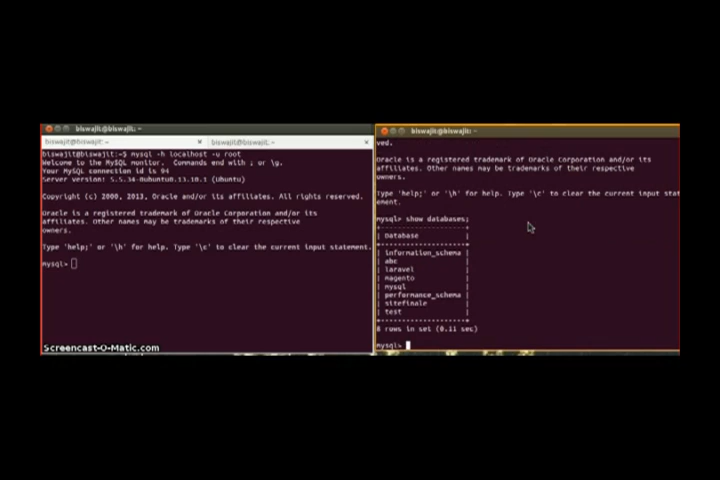 biswajit@biswajit: ~
biswajit@biswajit: ~
biswajit@biswajit: ~
biswajit@biswajit:~$ mysql -h localhost -u root
Welcome to the MySQL monitor.  Commands end with ; or \g.
Your MySQL connection id is 94
Server version: 5.5.34-0ubuntu0.13.10.1 (Ubuntu)
Copyright (c) 2000, 2013, Oracle and/or its affiliates. All rights reserved.
Oracle is a registered trademark of Oracle Corporation and/or its
affiliates. Other names may be trademarks of their respective
owners.
Type 'help;' or '\h' for help. Type '\c' to clear the current input statement.
mysql>
Screencast-O-Matic.com
biswajit@biswajit: ~
ved.
Oracle is a registered trademark of Oracle Corporation and/or its
affiliates. Other names may be trademarks of their respective
owners.
Type 'help;' or '\h' for help. Type '\c' to clear the current input stat
ement.
mysql> show databases;
+--------------------+
| Database           |
+--------------------+
| information_schema |
| abc                |
| laravel            |
| magento            |
| mysql              |
| performance_schema |
| sitefinale         |
| test               |
+--------------------+
8 rows in set (0.11 sec)
mysql>